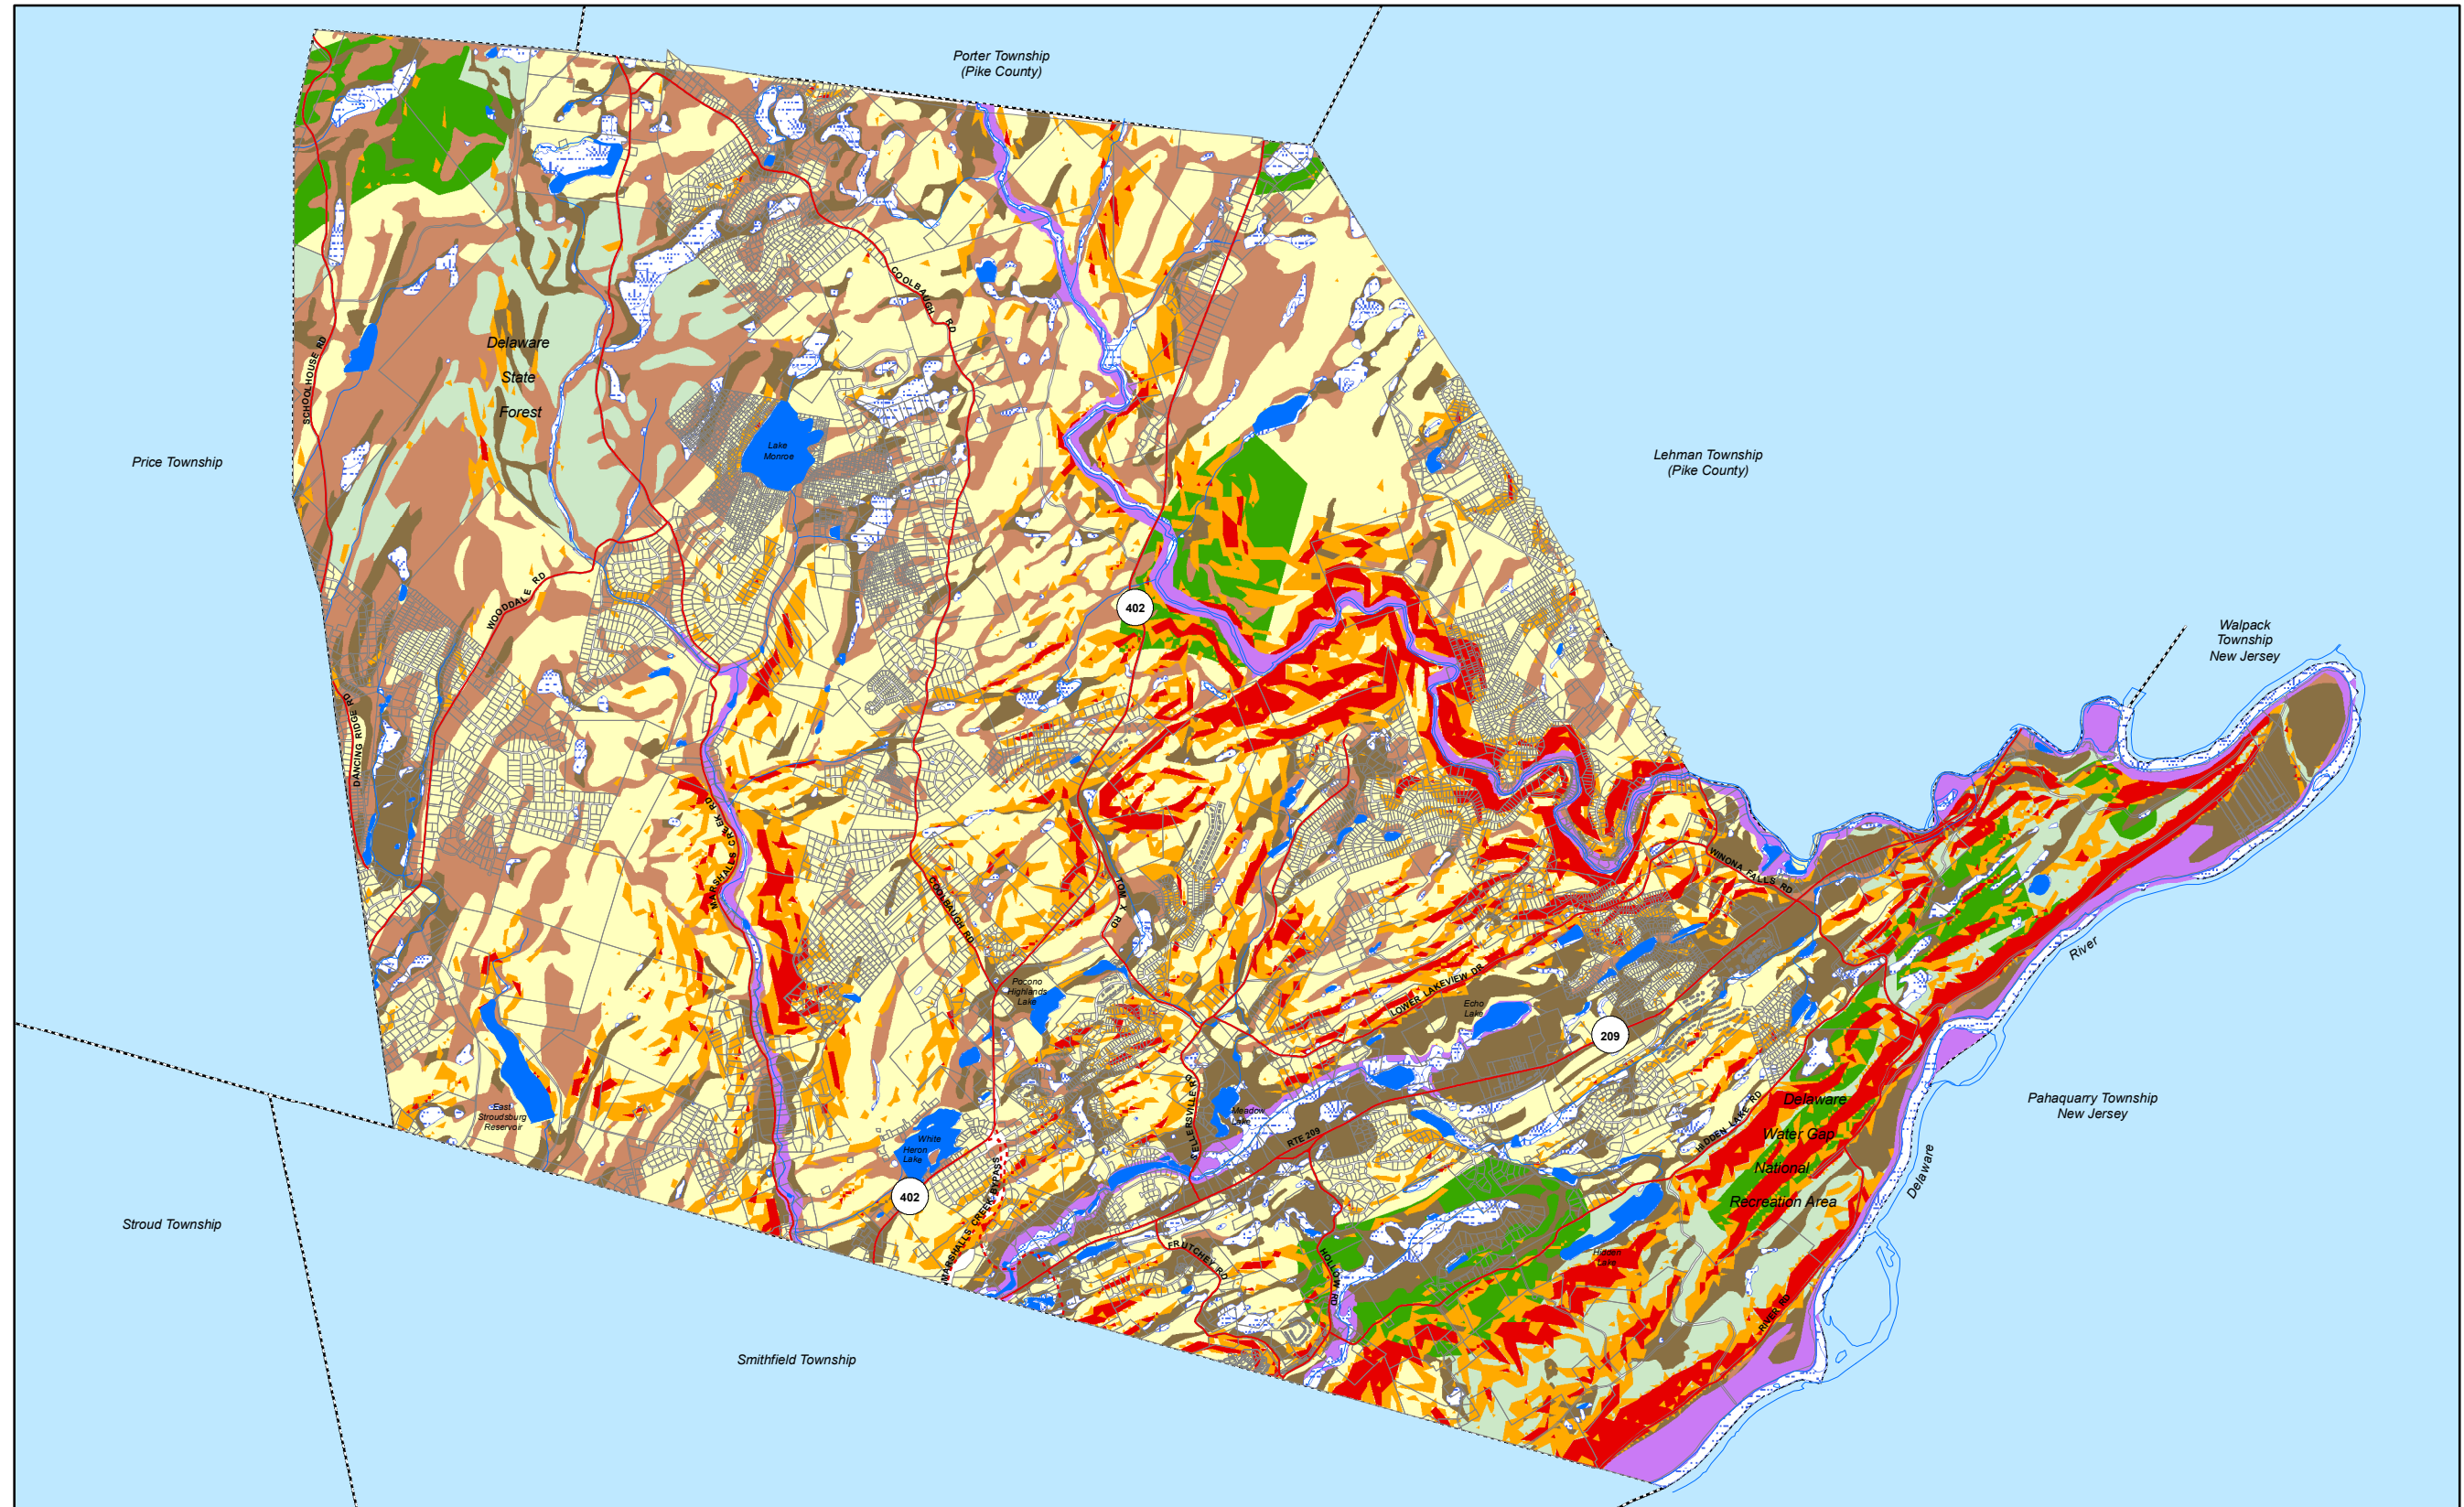 Porter Township
(Pike County)
COOLBAUGH RD
SCHOOLHOUSE RD
Delaware
State
Forest
Lake
Monroe
Price Township
Lehman Township
(Pike County)
WOODDALE RD
402
Walpack
Township
New Jersey
DANCING RIDGE RD
MARSHALLS CREEK RD
COOLBAUGH RD
TOM X RD
WINONA FALLS RD
River
Pocono
Highlands
Lake
LOWER LAKEVIEW DR
Echo
Lake
209
East
Stroudsburg
Reservoir
SELLERSVILLE RD
Meadow
Lake
RTE 209
HIDDEN LAKE RD
Delaware
Water Gap
National
Recreation Area
Pahaquarry Township
New Jersey
White
Heron
Lake
402
MARSHALLS CREEK BYPASS
Delaware
Stroud Township
FRUTCHEY RD
HOLLOW RD
Hidden
Lake
RIVER RD
Smithfield Township